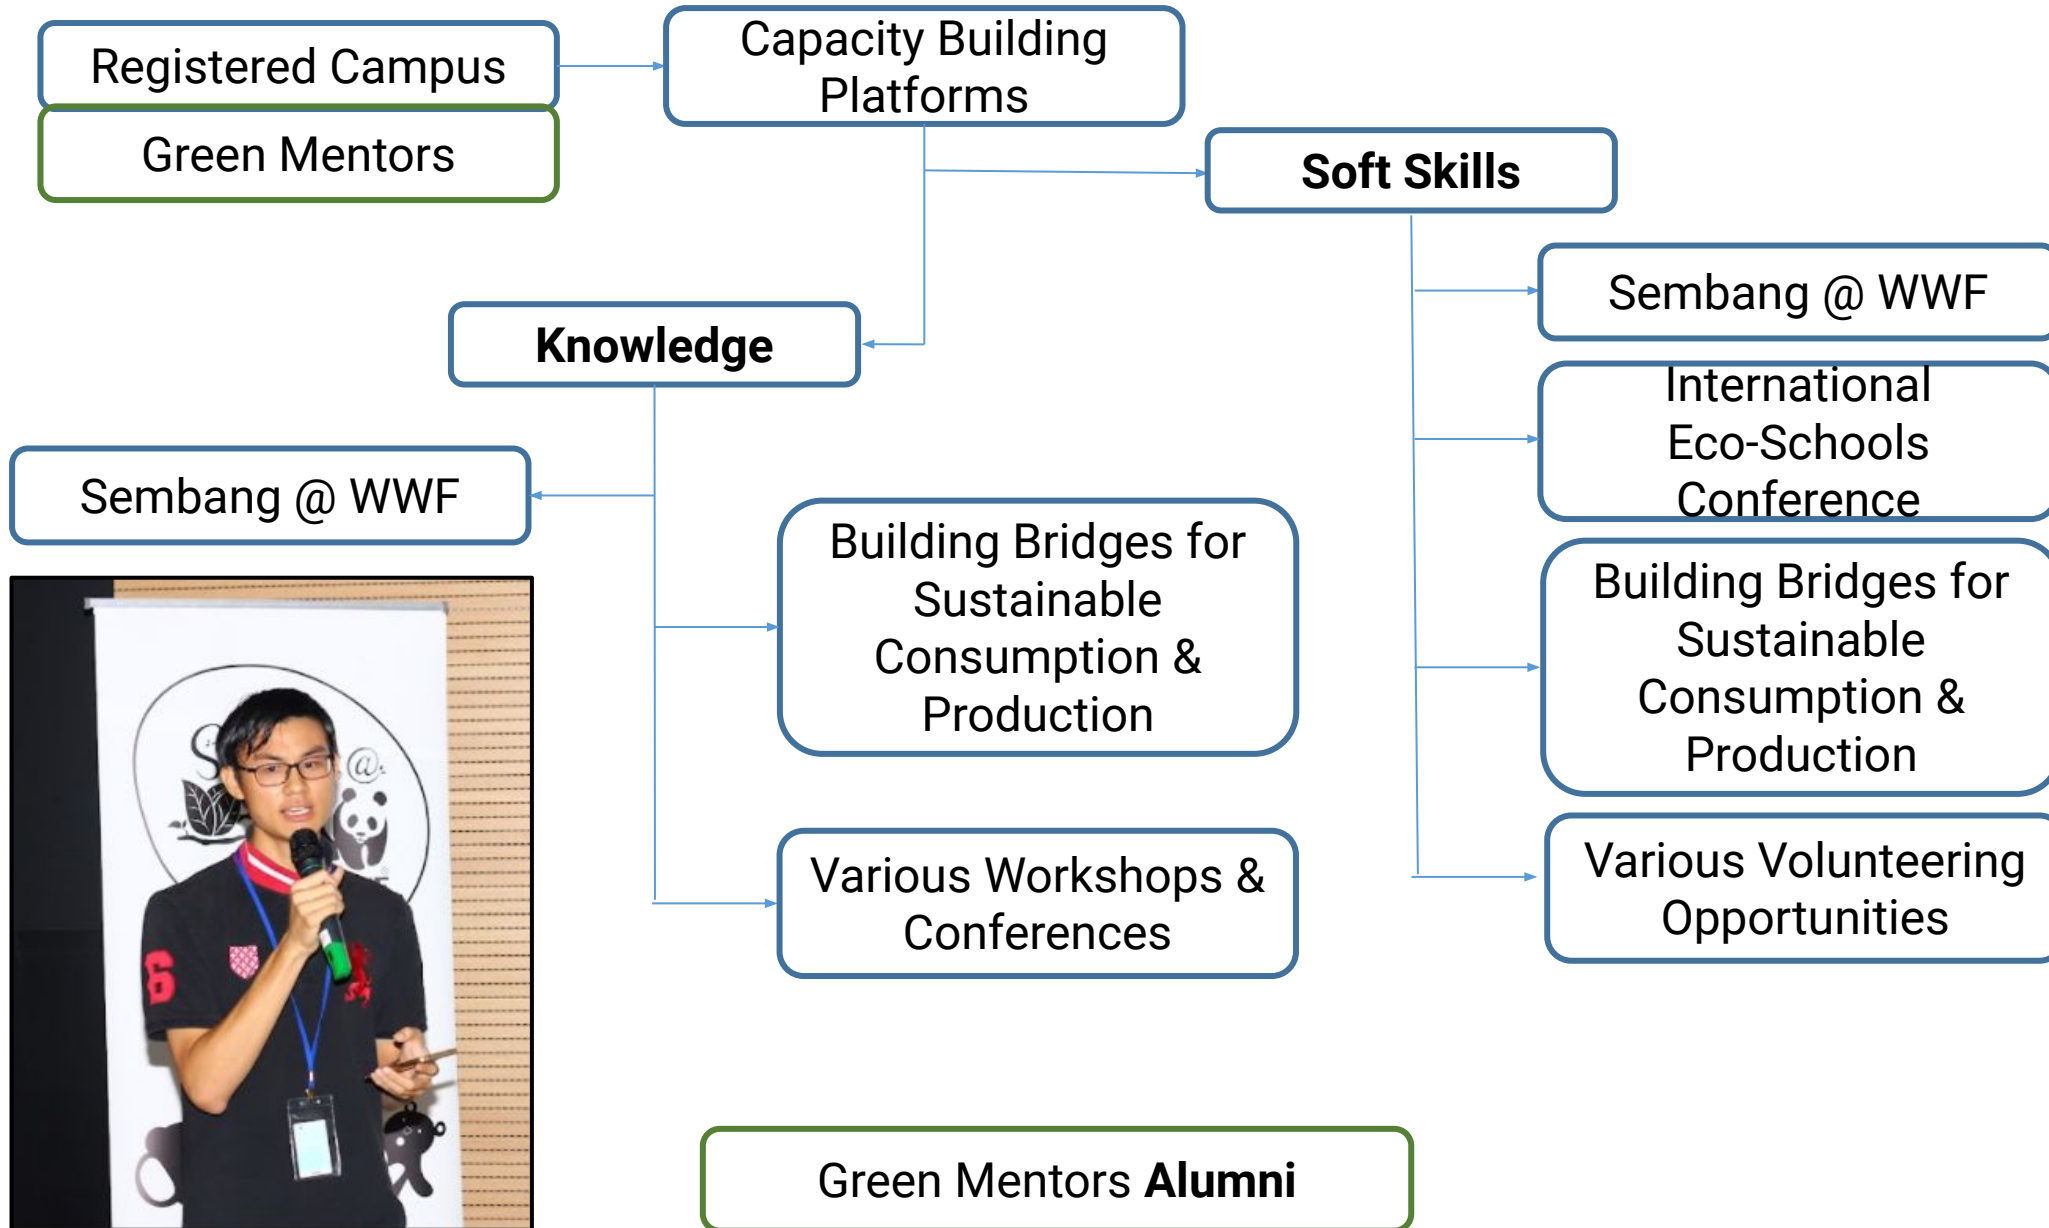 Registered Campus
Green Mentors
Capacity Building
Platforms
Soft Skills
Knowledge
Sembang @ WWF
International
Eco-Schools
Conference
Building Bridges for
Sustainable
Consumption &
Production
Various Volunteering
Opportunities
Sembang @ WWF
Building Bridges for
Sustainable
Consumption &
Production
Various Workshops &
Conferences
S @
6
Green Mentors Alumni